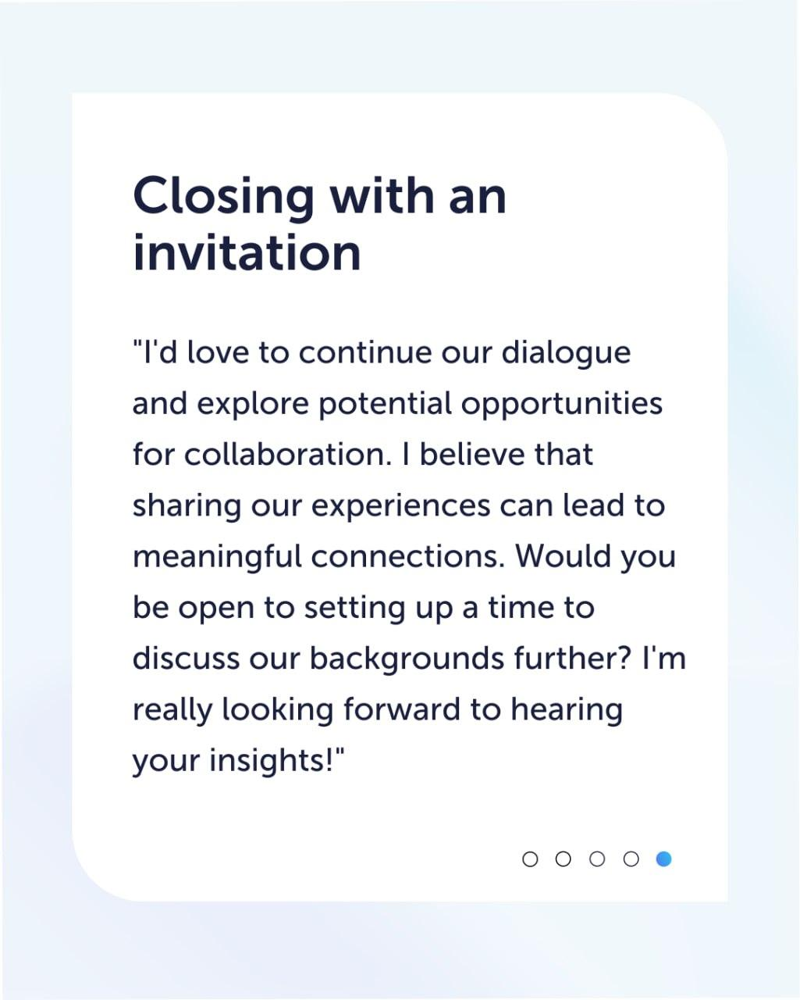 Closing with an
invitation
"I'd love to continue our dialogue
and explore potential opportunities
for collaboration. I believe that
sharing our experiences can lead to
meaningful connections. Would you
be open to setting up a time to
discuss our backgrounds further? I'm
really looking forward to hearing
your insights!"